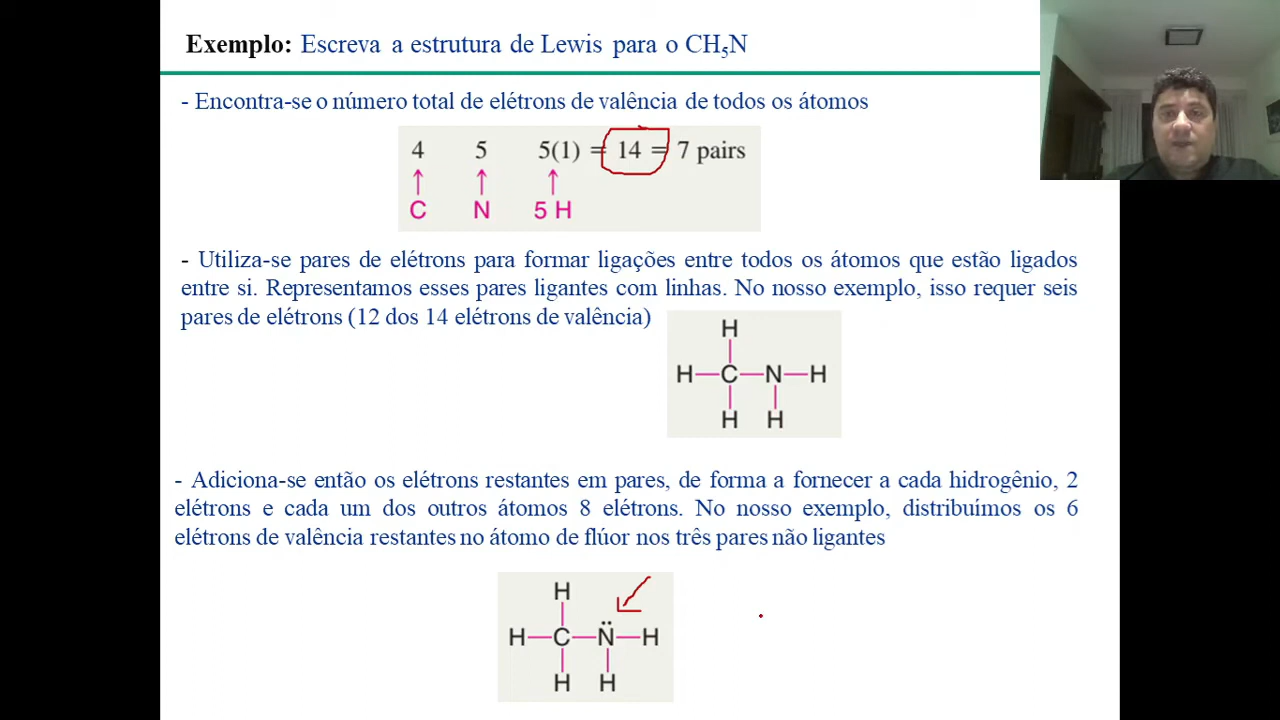 Exemplo: Escreva a estrutura de Lewis para o CH₅N
- Encontra-se o número total de elétrons de valência de todos os átomos
4 5 5(1) = 14 = 7 pairs
C N 5 H
- Utiliza-se pares de elétrons para formar ligações entre todos os átomos que estão ligados
entre si. Representamos esses pares ligantes com linhas. No nosso exemplo, isso requer seis
pares de elétrons (12 dos 14 elétrons de valência)
H
H—C—N—H
H H
- Adiciona-se então os elétrons restantes em pares, de forma a fornecer a cada hidrogênio, 2
elétrons e cada um dos outros átomos 8 elétrons. No nosso exemplo, distribuímos os 6
elétrons de valência restantes no átomo de flúor nos três pares não ligantes
H
H—C—N̈—H
H H